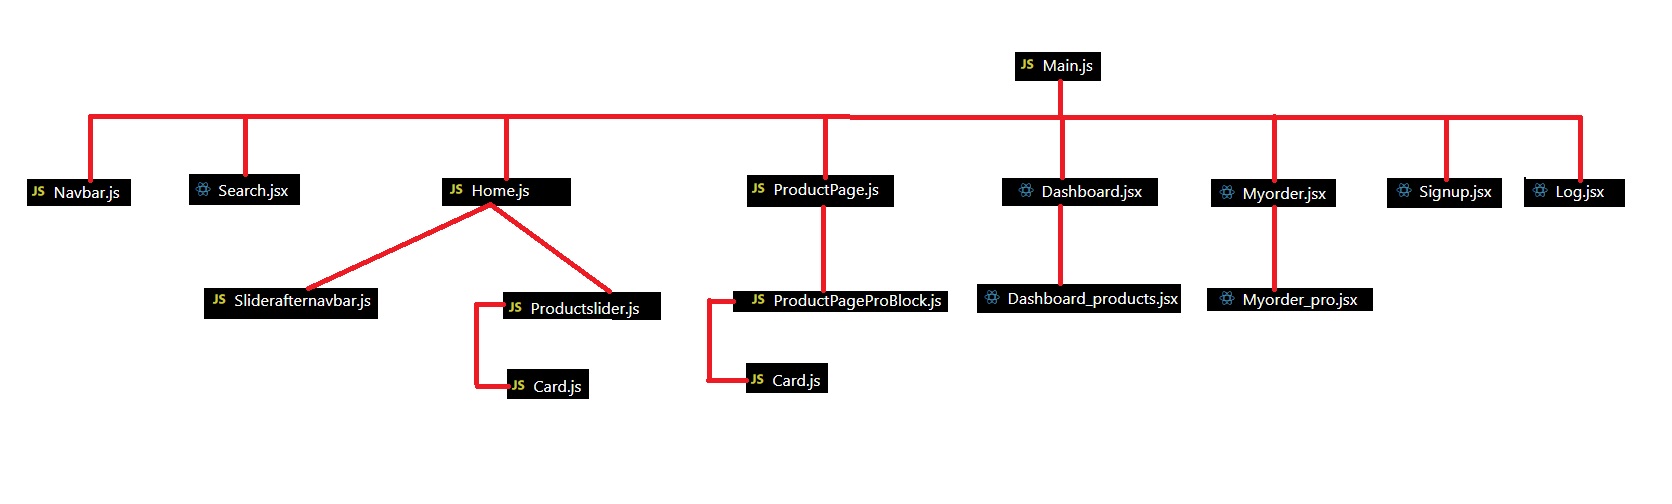 JS Main.js
JS Navbar.js
Search.jsx
JS Home.js
JS ProductPage.js
Dashboard.jsx
Myorder.jsx
Signup.jsx
Log.jsx
JS Sliderafternavbar.js
JS Productslider.js
JS ProductPageProBlock.js
Dashboard_products.jsx
Myorder_pro.jsx
JS Card.js
JS Card.js